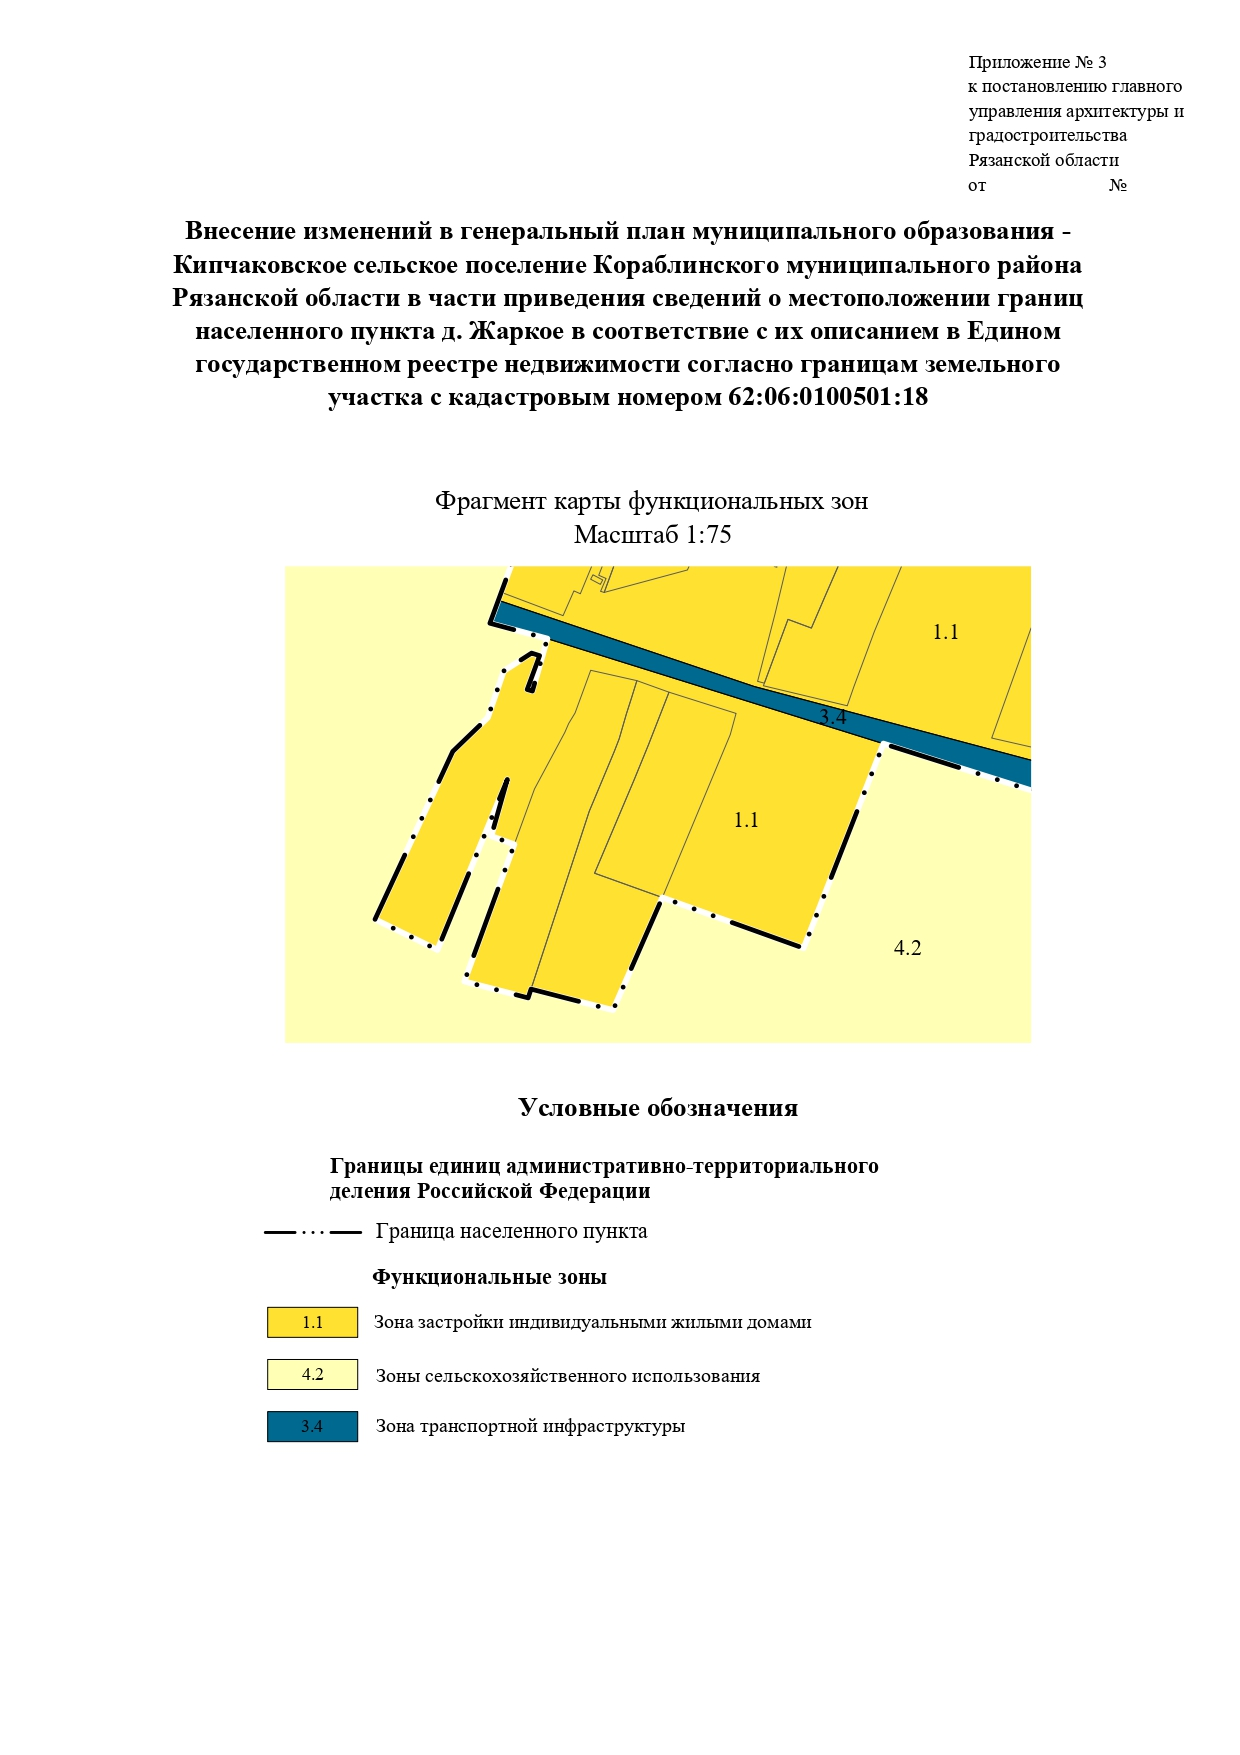 Приложение № 3
к постановлению главного
управления архитектуры и
градостроительства
Рязанской области
от №
Внесение изменений в генеральный план муниципального образования -
Кипчаковское сельское поселение Кораблинского муниципального района
Рязанской области в части приведения сведений о местоположении границ
населенного пункта д. Жаркое в соответствие с их описанием в Едином
государственном реестре недвижимости согласно границам земельного
участка с кадастровым номером 62:06:0100501:18
Фрагмент карты функциональных зон
Масштаб 1:75
1.1
3.4
1.1
4.2
Условные обозначения
Границы единиц административно-территориального
деления Российской Федерации
Граница населенного пункта
Функциональные зоны
1.1 Зона застройки индивидуальными жилыми домами
4.2 Зоны сельскохозяйственного использования
3.4 Зона транспортной инфраструктуры